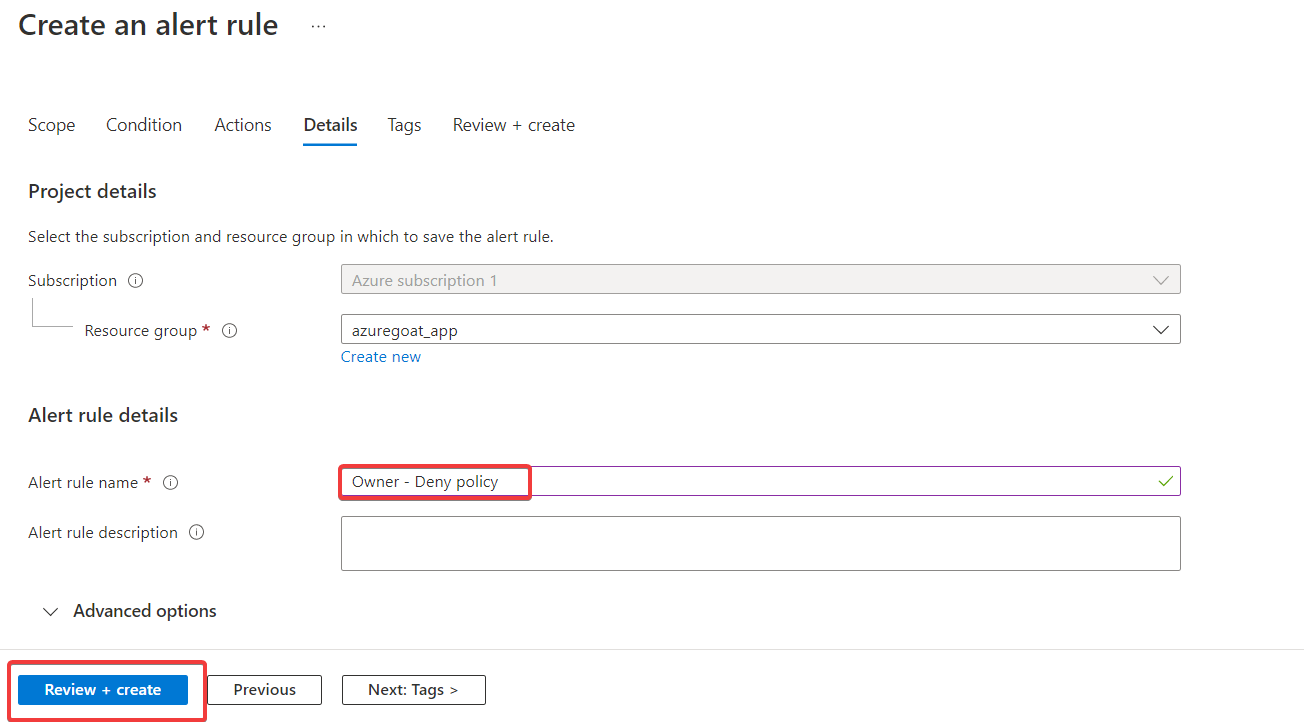 Create an alert rule ...
Scope Condition Actions Details Tags Review + create
Project details
Select the subscription and resource group in which to save the alert rule.
Subscription Azure subscription 1
Resource group * azuregoat_app
Create new
Alert rule details
Alert rule name * Owner - Deny policy
Alert rule description
Advanced options
Review + create Previous Next: Tags >